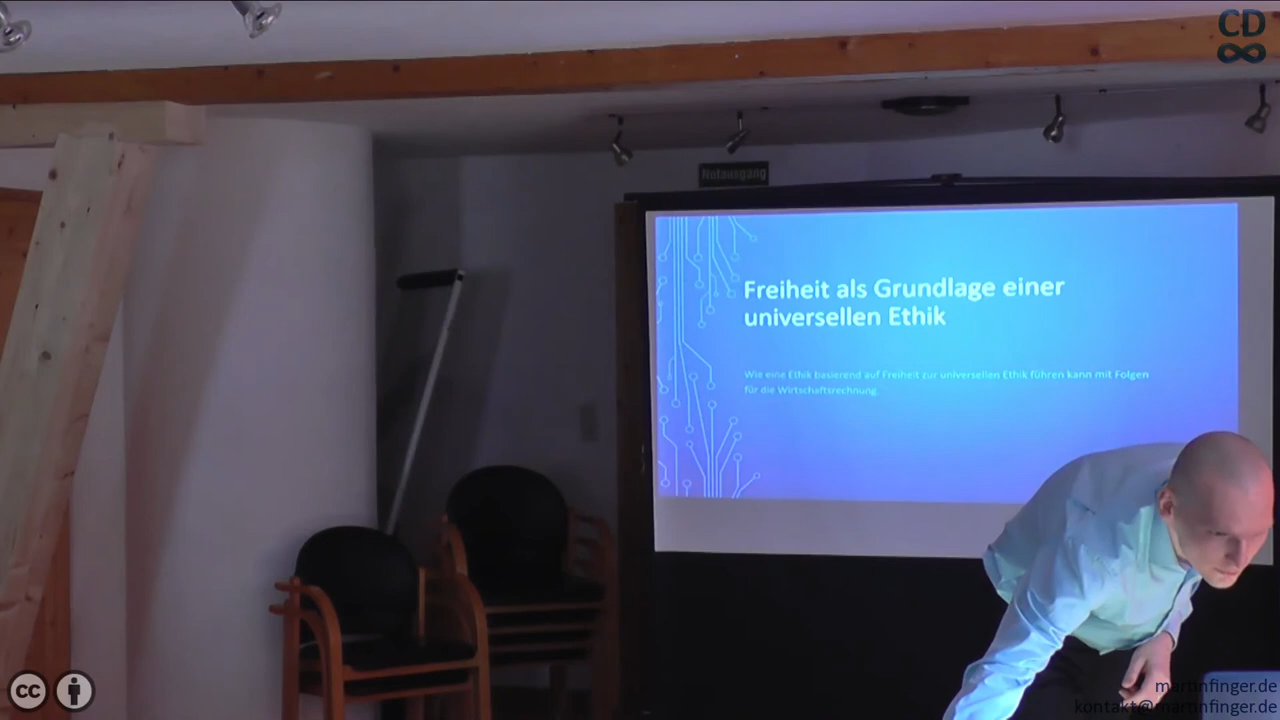 CD
Notausgang
Freiheit als Grundlage einer
universellen Ethik
Wie eine Ethik basierend auf Freiheit zur universellen Ethik führen kann mit Folgen
für die Wirtschaftsrechnung.
cc
martinfinger.de
kontakt@martinfinger.de